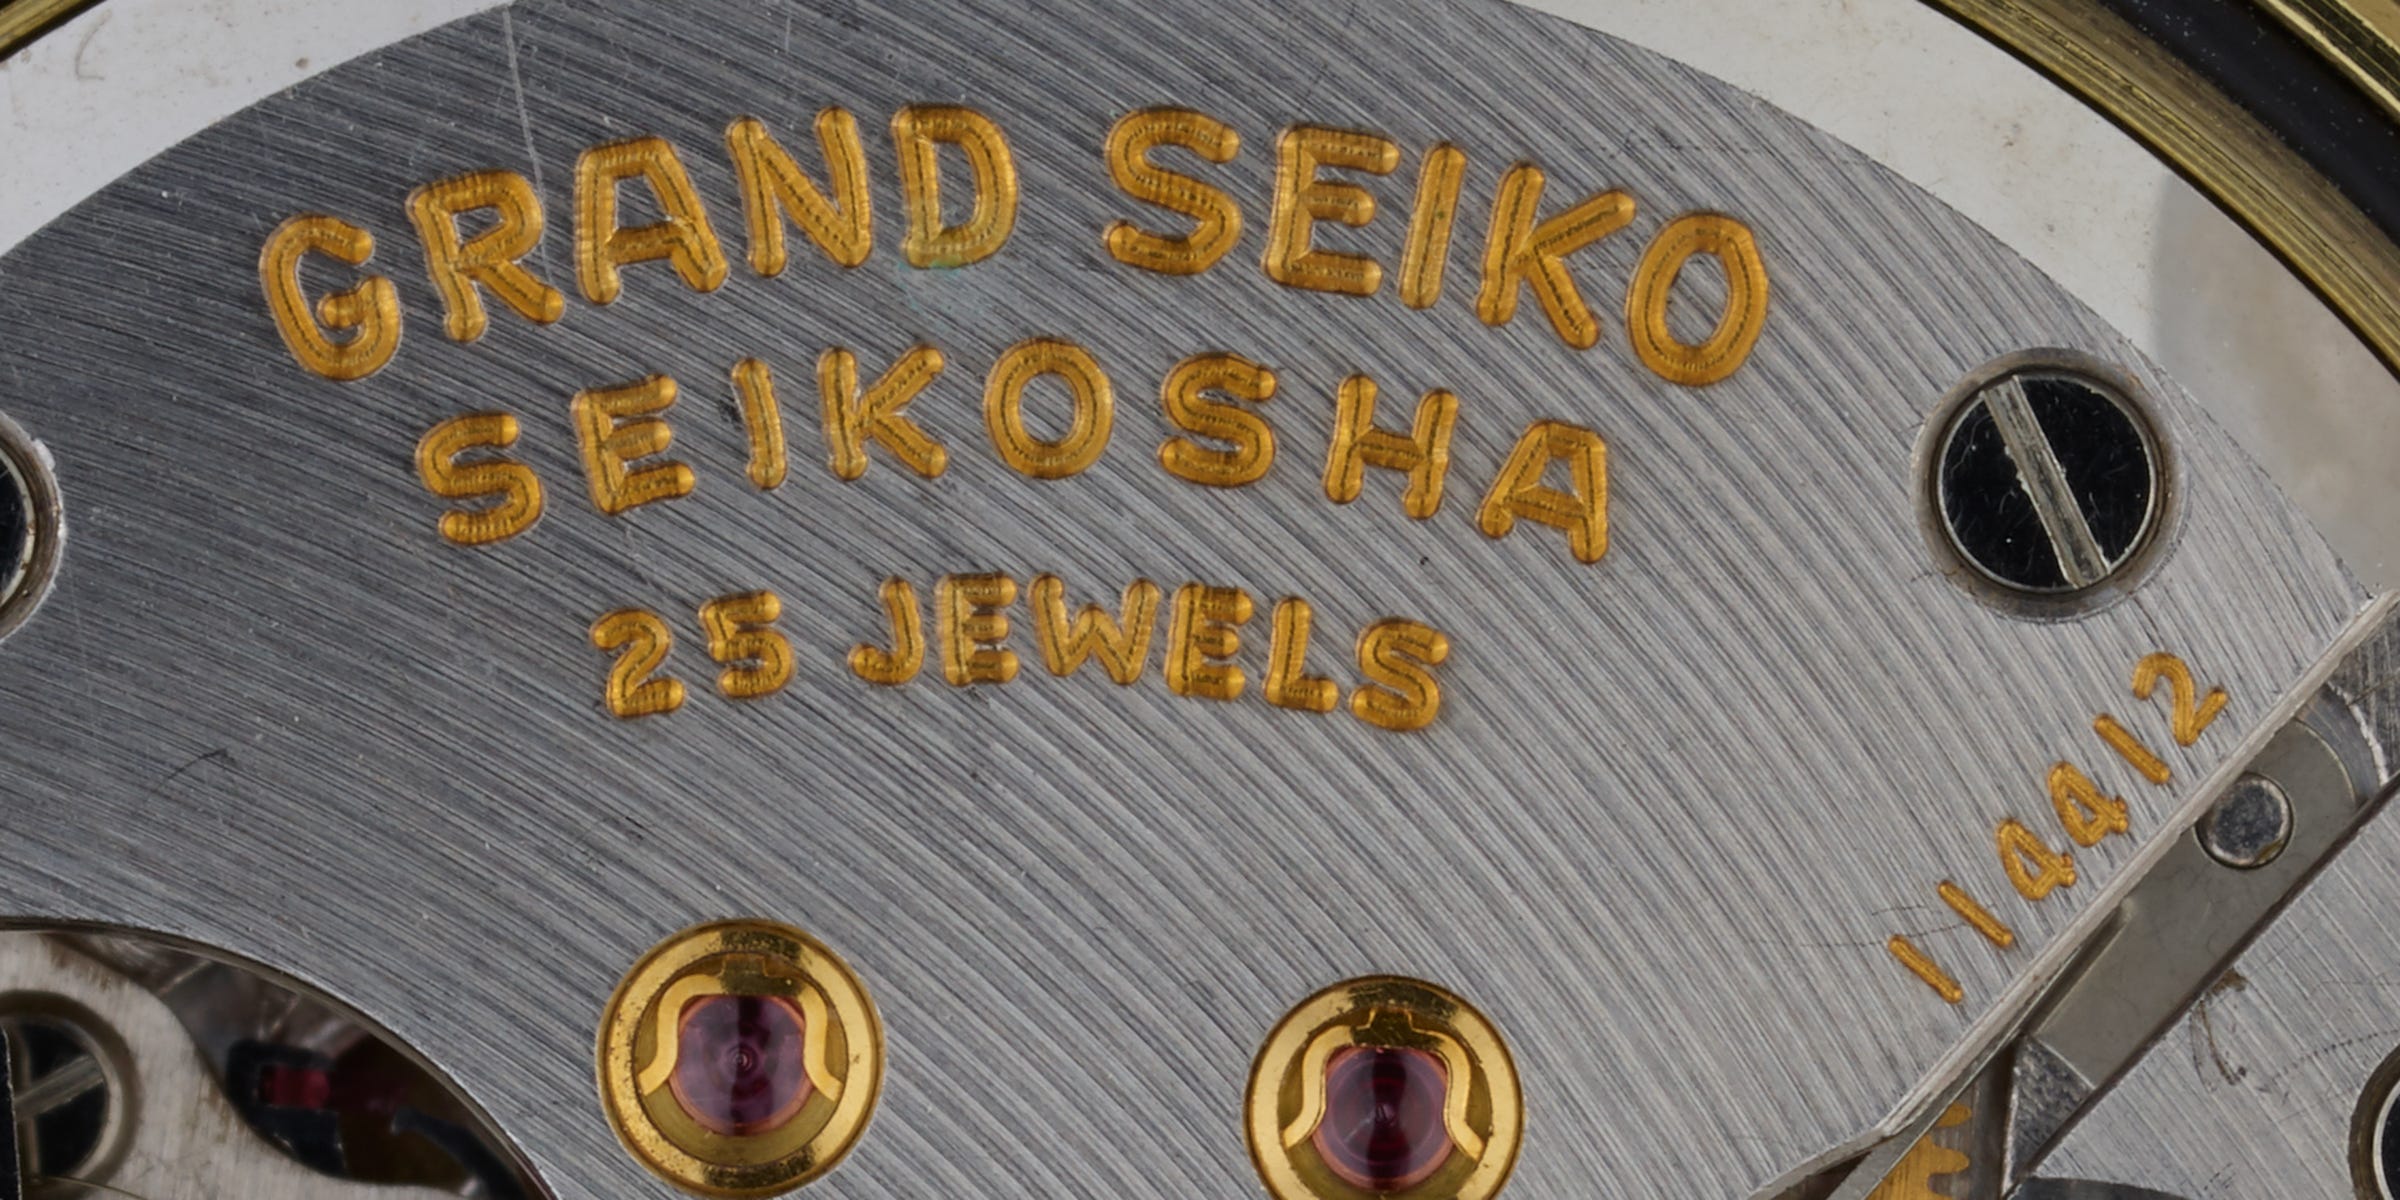 GRAND SEIKO
SEIKOSHA
25 JEWELS
114412